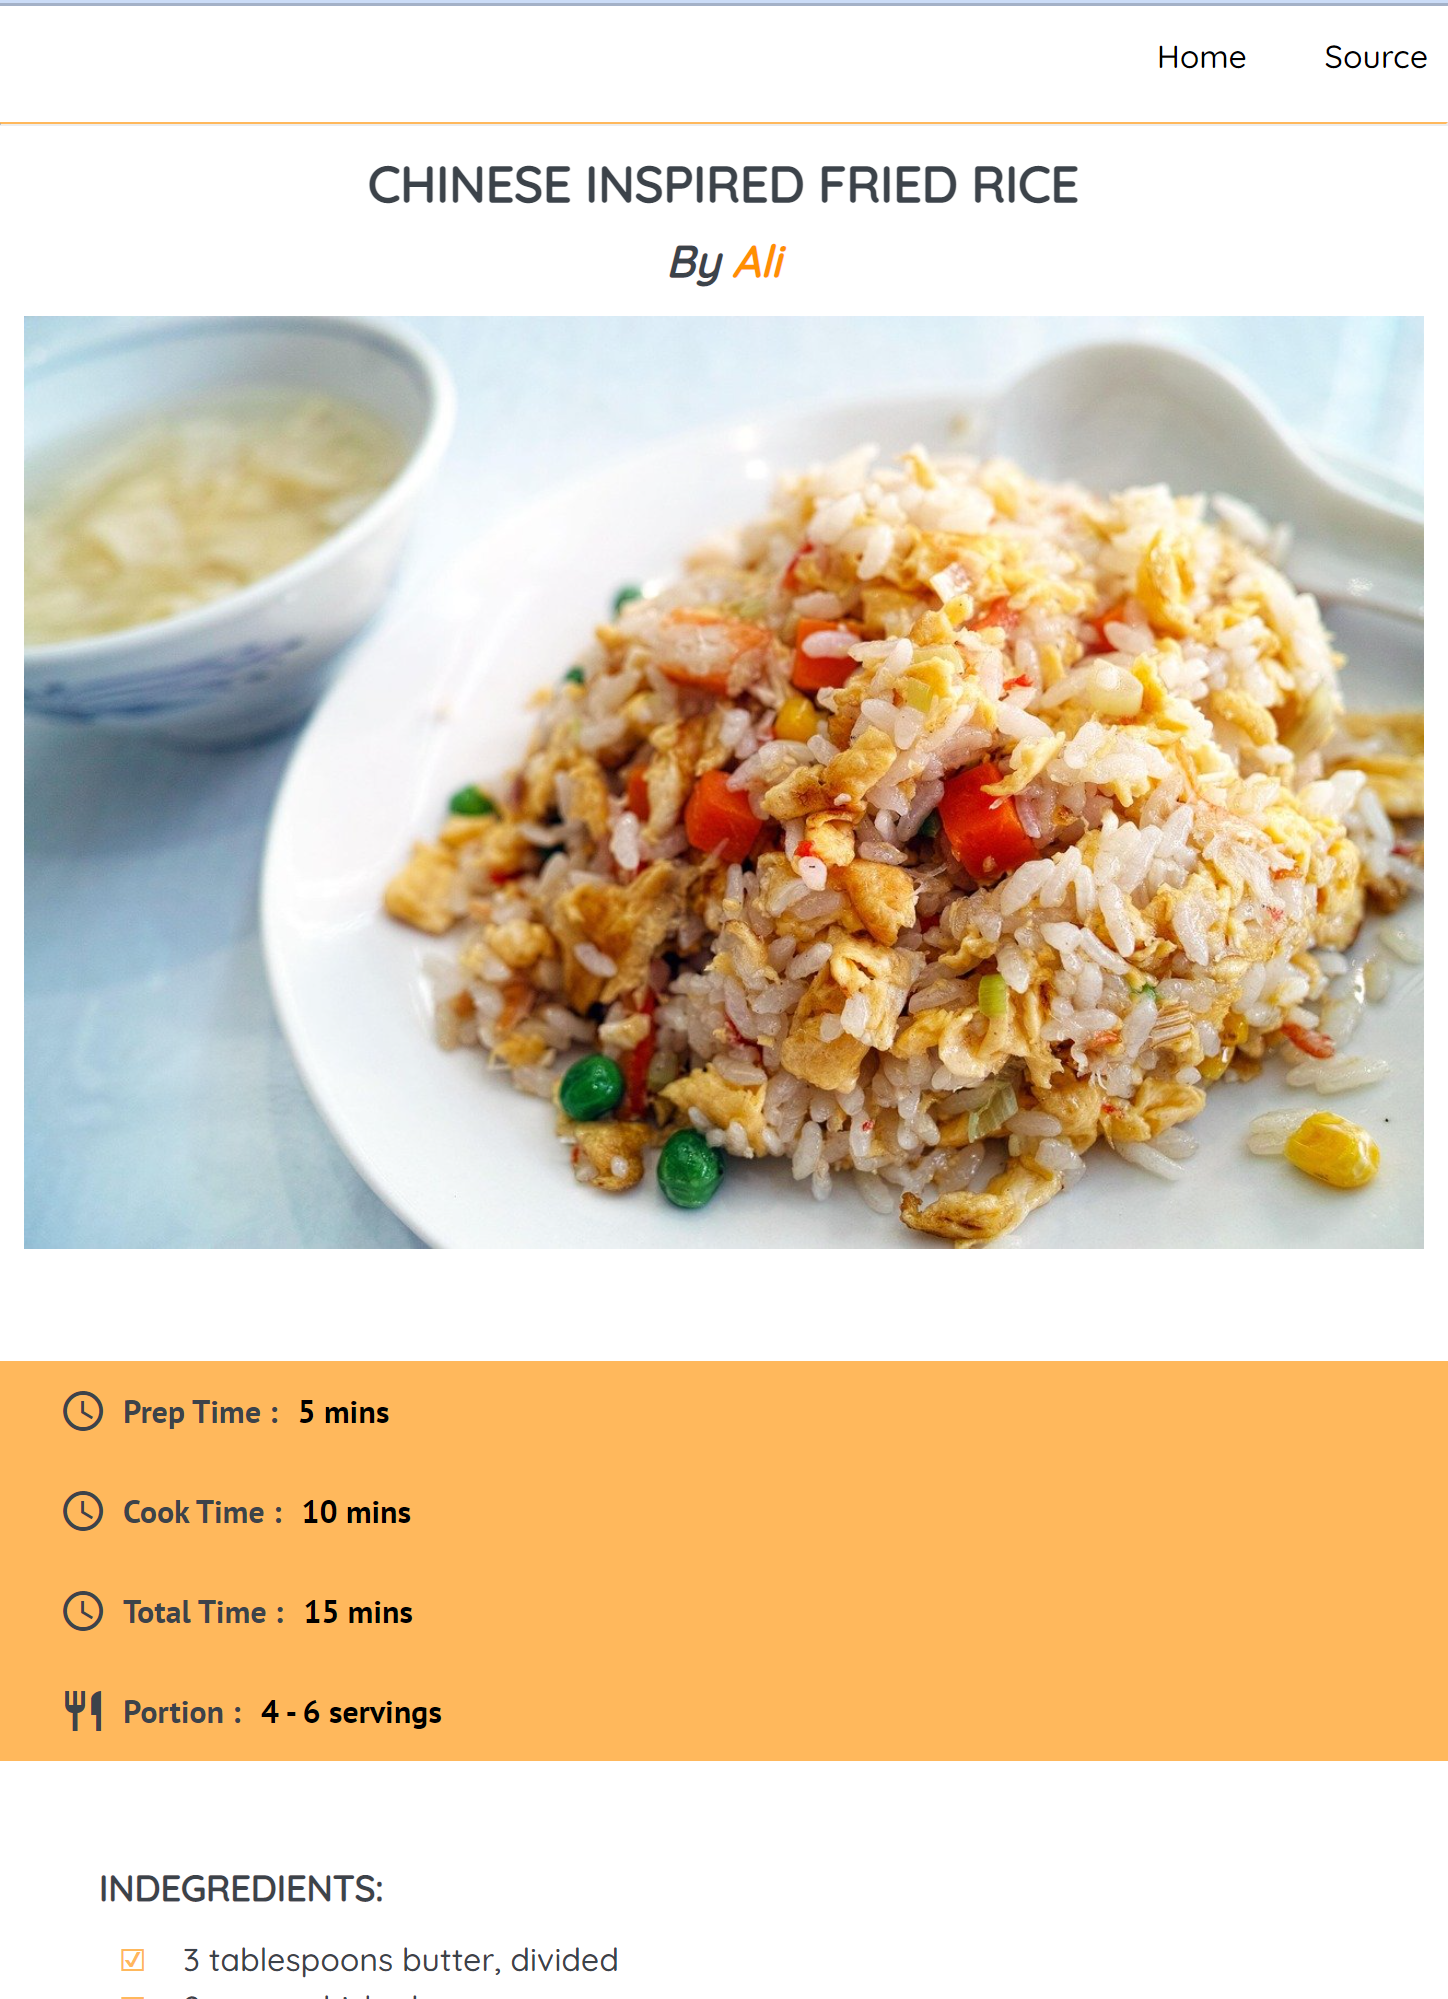 Home Source
CHINESE INSPIRED FRIED RICE
By Ali
Prep Time : 5 mins
Cook Time : 10 mins
Total Time : 15 mins
Portion : 4 - 6 servings
INDEGREDIENTS:
3 tablespoons butter, divided